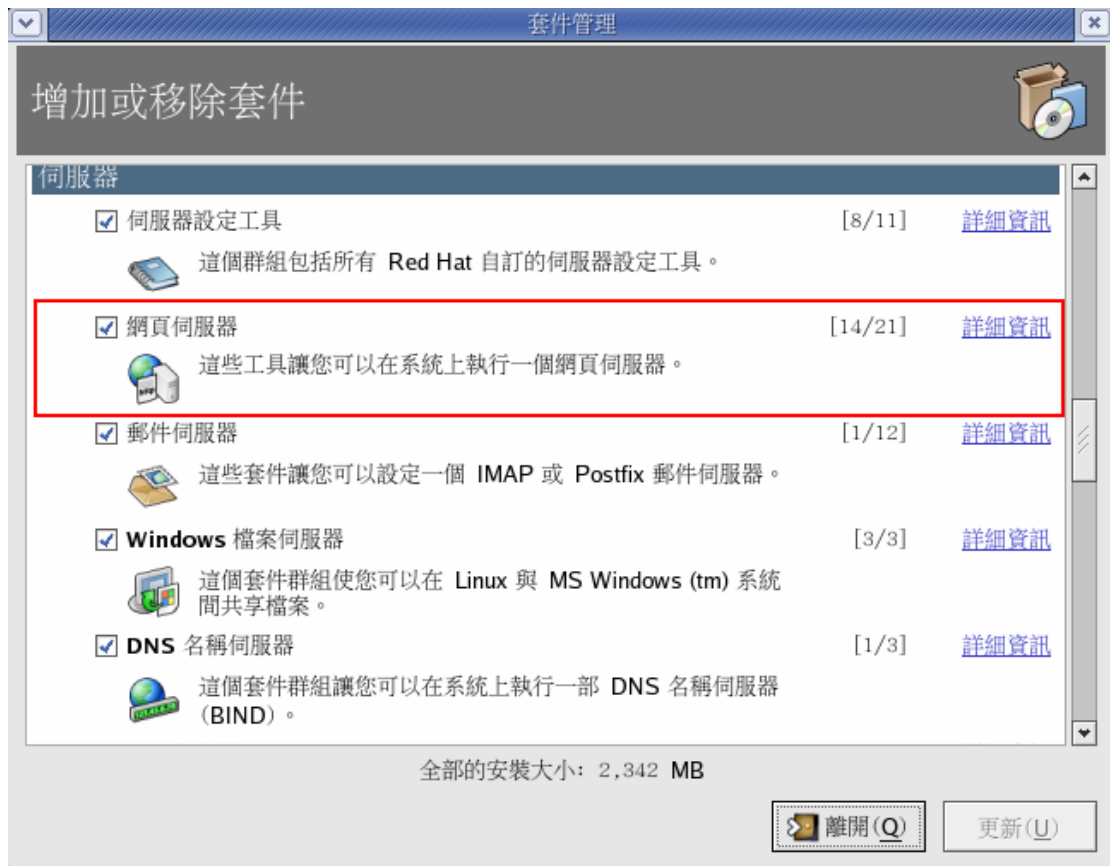 套件管理
增加或移除套件
伺服器
伺服器設定工具 [8/11] 詳細資訊
這個群組包括所有 Red Hat 自訂的伺服器設定工具。
網頁伺服器 [14/21] 詳細資訊
這些工具讓您可以在系統上執行一個網頁伺服器。
郵件伺服器 [1/12] 詳細資訊
這些套件讓您可以設定一個 IMAP 或 Postfix 郵件伺服器。
Windows 檔案伺服器 [3/3] 詳細資訊
這個套件群組使您可以在 Linux 與 MS Windows (tm) 系統
間共享檔案。
DNS 名稱伺服器 [1/3] 詳細資訊
這個套件群組讓您可以在系統上執行一部 DNS 名稱伺服器
(BIND)。
全部的安裝大小: 2,342 MB
離開(Q) 更新(U)